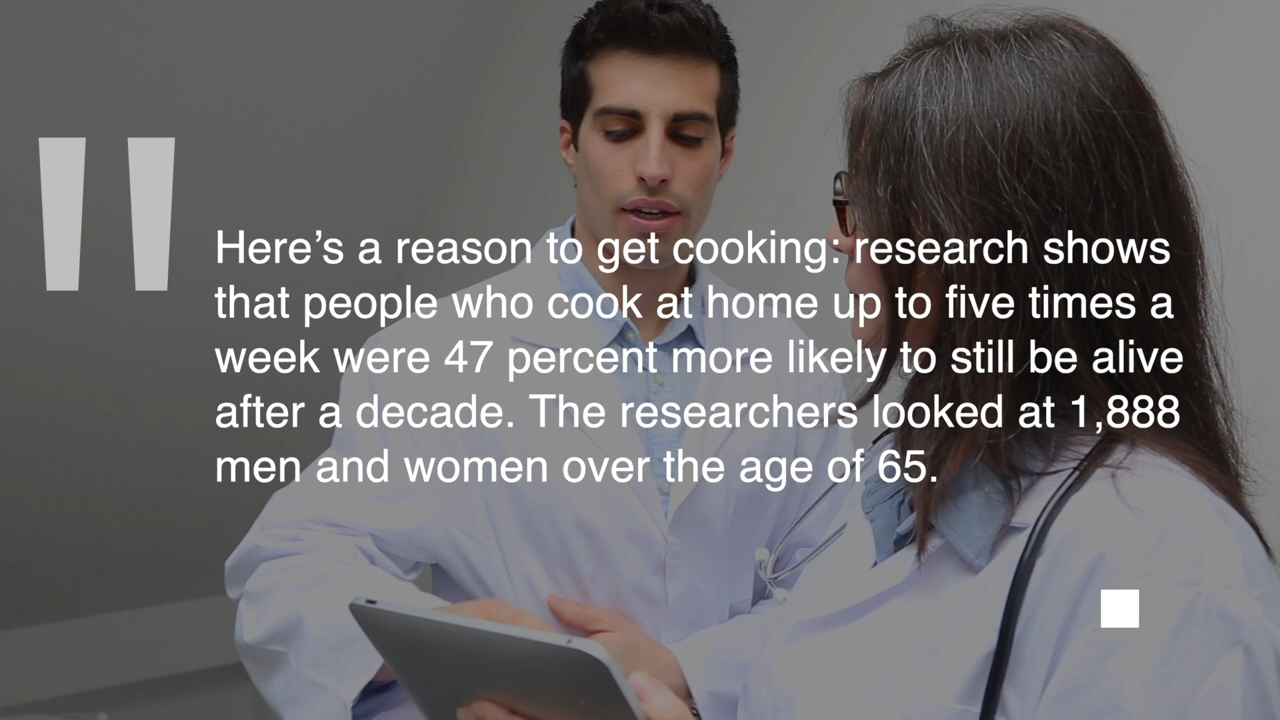 "
Here’s a reason to get cooking: research shows
that people who cook at home up to five times a
week were 47 percent more likely to still be alive
after a decade. The researchers looked at 1,888
men and women over the age of 65.